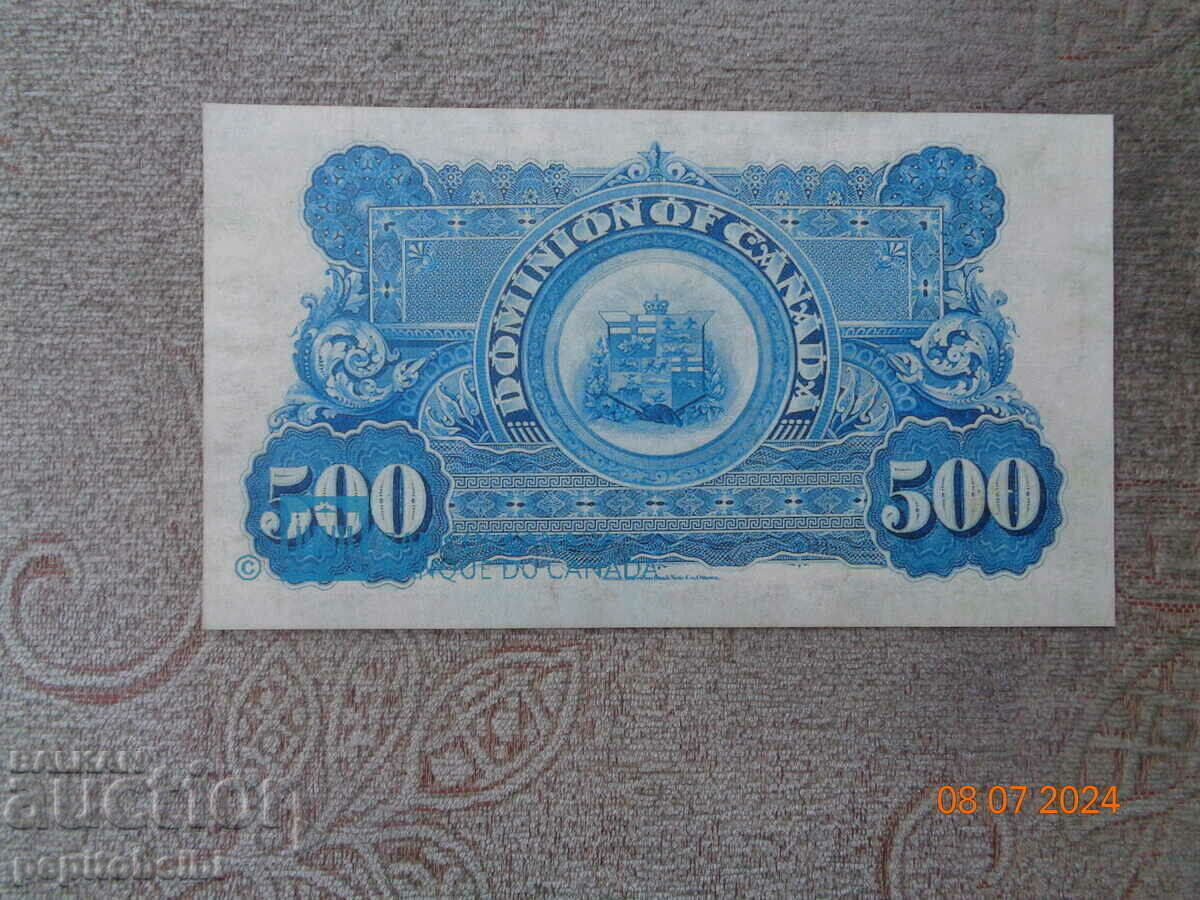 DOMINION OF CANADA
500 500
© BANQUE DU CANADA
BALKAN
auction
08 07 2024